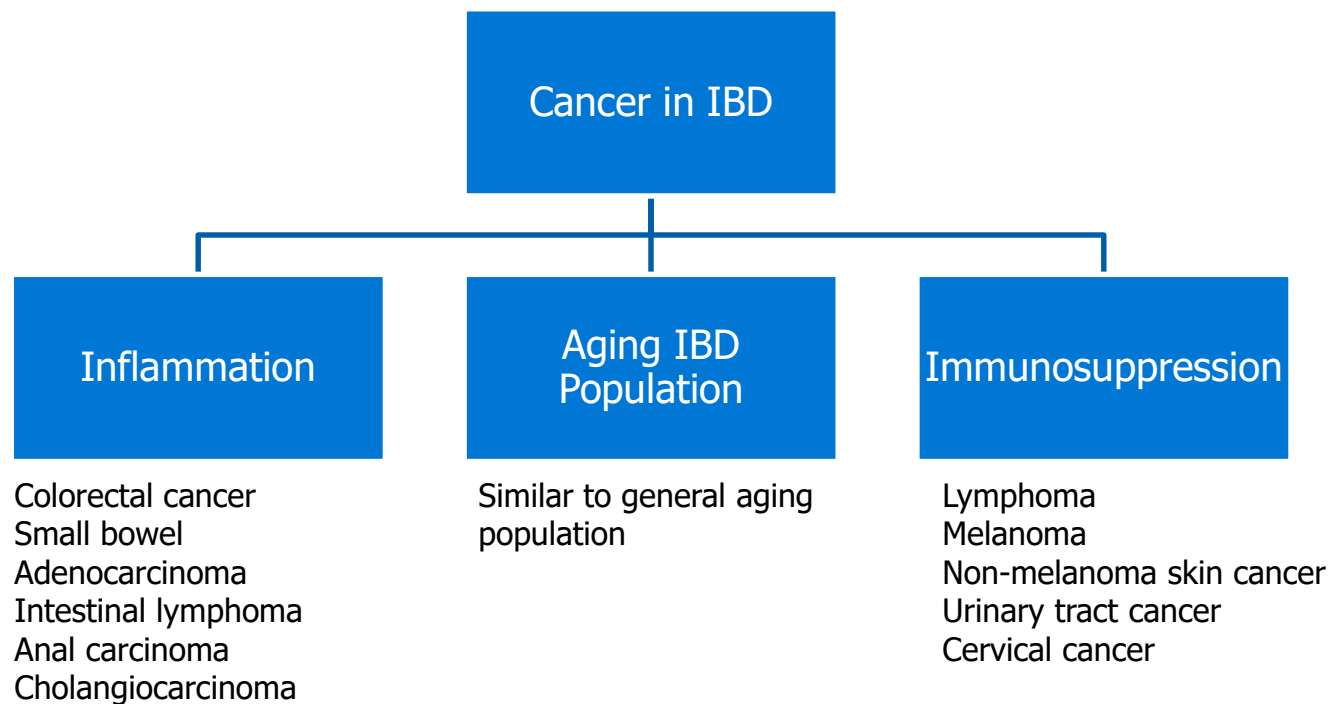 Cancer in IBD
Inflammation
Aging IBD
Population
Immunosuppression
Colorectal cancer
Small bowel
Adenocarcinoma
Intestinal lymphoma
Anal carcinoma
Cholangiocarcinoma
Similar to general aging
population
Lymphoma
Melanoma
Non-melanoma skin cancer
Urinary tract cancer
Cervical cancer